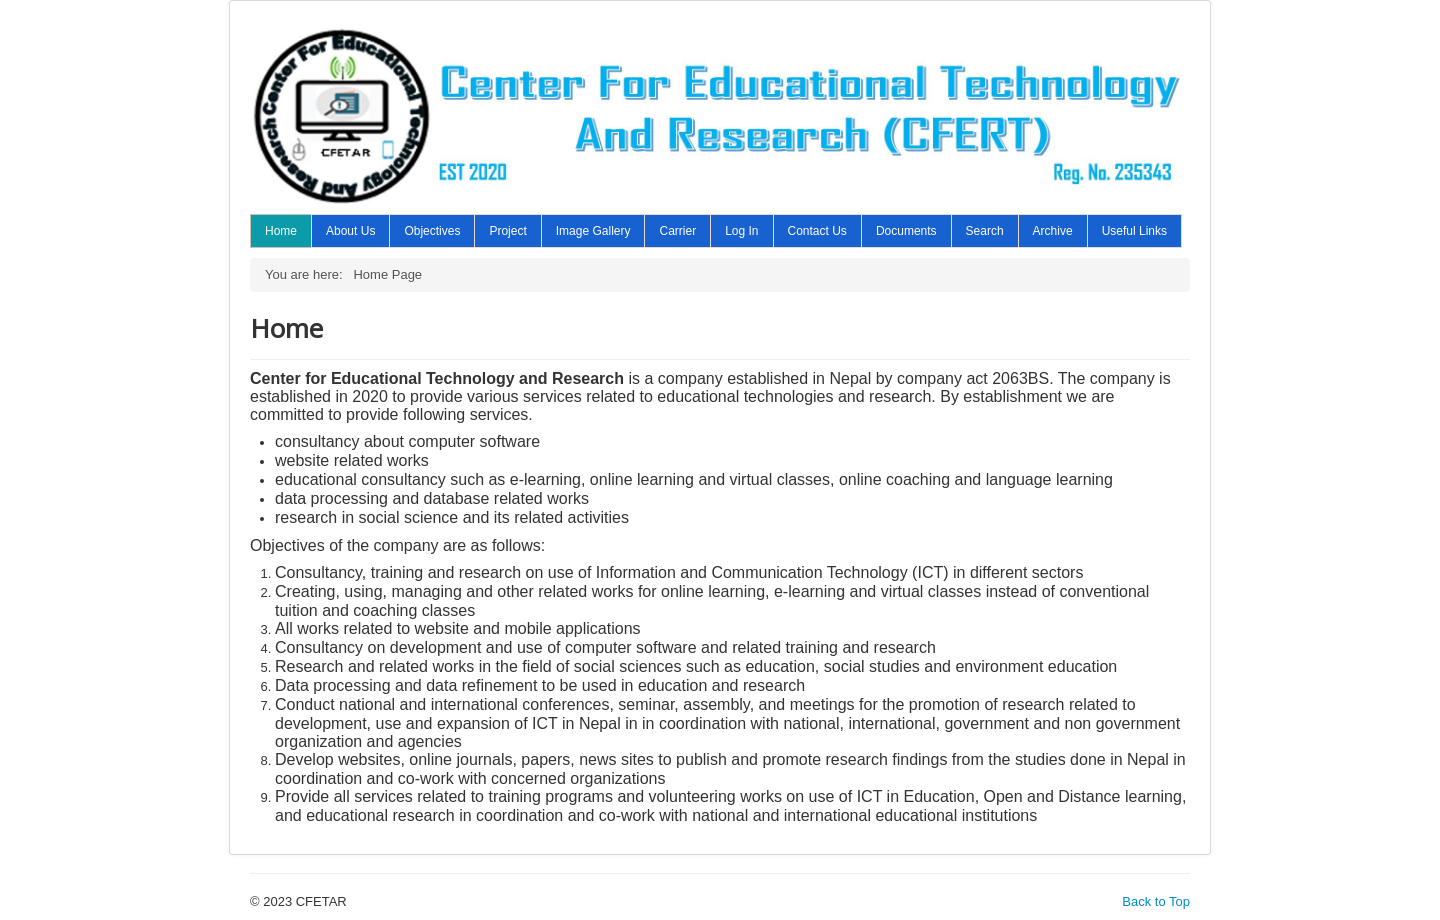 Center For Educational Technology And Research
CFETAR
Center For Educational Technology
And Research (CFERT)
EST 2020
Reg. No. 235343
Home
About Us
Objectives
Project
Image Gallery
Carrier
Log In
Contact Us
Documents
Search
Archive
Useful Links
You are here: Home Page
Home
Center for Educational Technology and Research is a company established in Nepal by company act 2063BS. The company is
established in 2020 to provide various services related to educational technologies and research. By establishment we are
committed to provide following services.
• consultancy about computer software
• website related works
• educational consultancy such as e-learning, online learning and virtual classes, online coaching and language learning
• data processing and database related works
• research in social science and its related activities
Objectives of the company are as follows:
1. Consultancy, training and research on use of Information and Communication Technology (ICT) in different sectors
2. Creating, using, managing and other related works for online learning, e-learning and virtual classes instead of conventional
tuition and coaching classes
3. All works related to website and mobile applications
4. Consultancy on development and use of computer software and related training and research
5. Research and related works in the field of social sciences such as education, social studies and environment education
6. Data processing and data refinement to be used in education and research
7. Conduct national and international conferences, seminar, assembly, and meetings for the promotion of research related to
development, use and expansion of ICT in Nepal in in coordination with national, international, government and non government
organization and agencies
8. Develop websites, online journals, papers, news sites to publish and promote research findings from the studies done in Nepal in
coordination and co-work with concerned organizations
9. Provide all services related to training programs and volunteering works on use of ICT in Education, Open and Distance learning,
and educational research in coordination and co-work with national and international educational institutions
© 2023 CFETAR
Back to Top